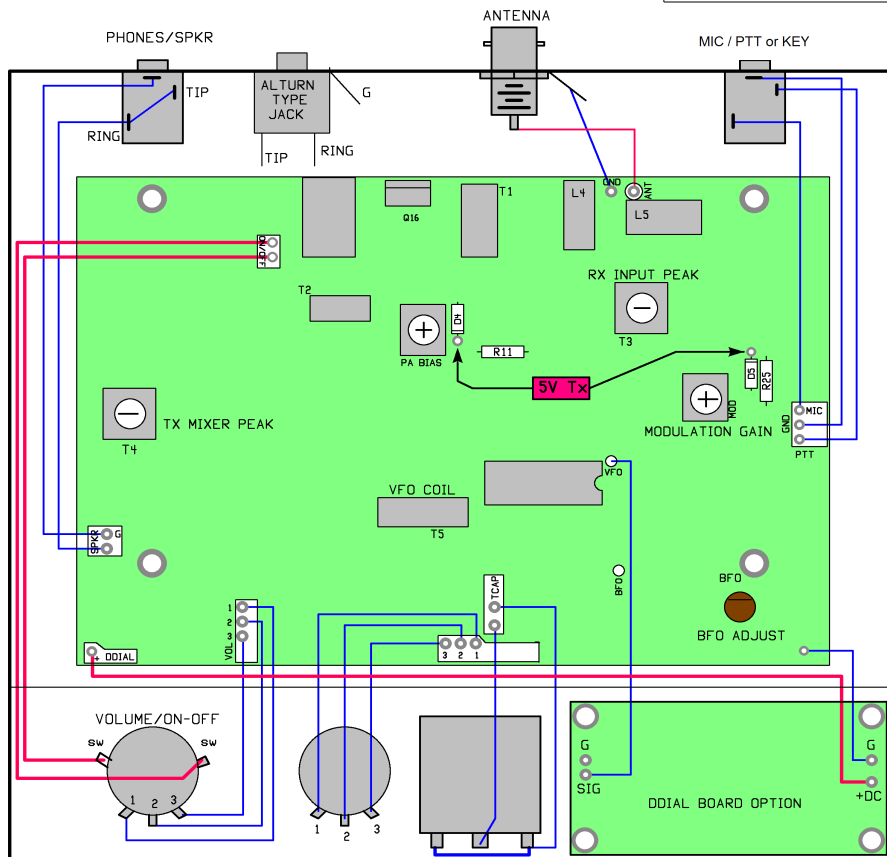 ANTENNA
PHONES/SPKR
MIC / PTT or KEY
TIP
RING
ALTURN
TYPE
JACK
G
TIP
RING
GND
ANT
T1
L4
L5
Q16
ON/OFF
T2
RX INPUT PEAK
T3
D4
PA BIAS
R11
5V Tx
D5
R25
MOD
MODULATION GAIN
TX MIXER PEAK
T4
MIC
GND
PTT
VFO
VFO COIL
T5
SPKR
G
BFO
BFO
BFO ADJUST
TCAP
1
2
3
VOL
3 2 1
+ DDIAL
VOLUME/ON-OFF
SW
SW
1
2
3
1
2
3
G
SIG
DDIAL BOARD OPTION
G
+DC